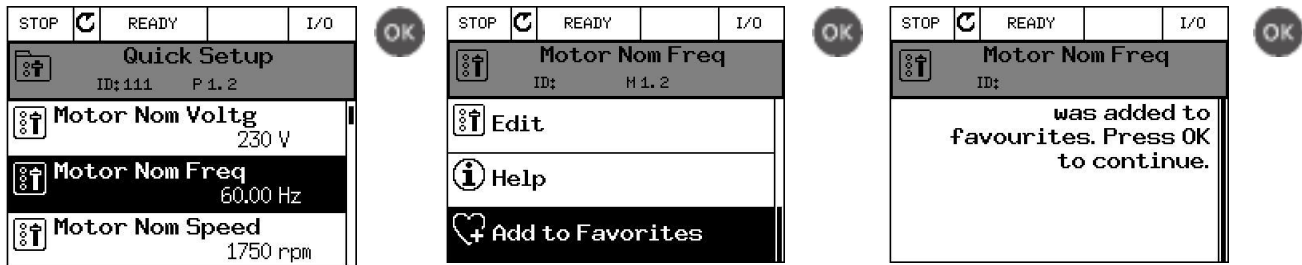 STOP READY I/O
Quick Setup
ID:111 P1.2
Motor Nom Voltg
230 V
Motor Nom Freq
60.00 Hz
Motor Nom Speed
1750 rpm
OK
STOP READY I/O
Motor Nom Freq
ID: M1.2
Edit
Help
Add to Favorites
OK
STOP READY I/O
Motor Nom Freq
ID:
was added to
favourites. Press OK
to continue.
OK